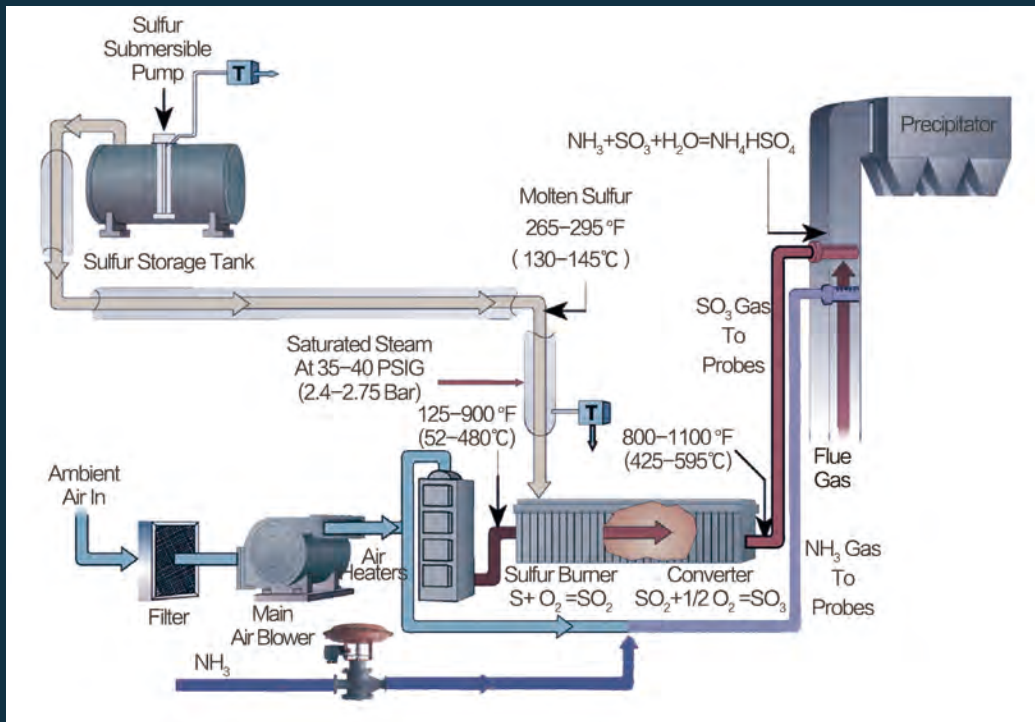 Sulfur
Submersible
Pump
T
Sulfur Storage Tank
Precipitator
NH₃+SO₃+H₂O=NH₄HSO₄
Molten Sulfur
265–295 °F
(130–145℃)
SO₃ Gas
To
Probes
Saturated Steam
At 35–40 PSIG
(2.4–2.75 Bar)
125–900 °F
(52–480℃)
T
800–1100 °F
(425–595℃)
Flue
Gas
Ambient
Air In
Filter
Main
Air Blower
Air
Heaters
Sulfur Burner
S+ O₂ =SO₂
Converter
SO₂+1/2 O₂ =SO₃
NH₃ Gas
To
Probes
NH₃